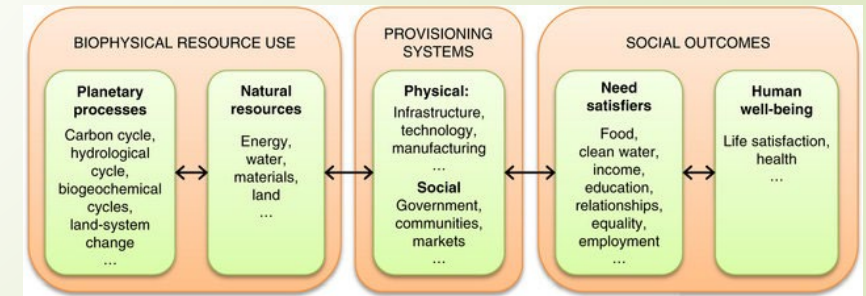 BIOPHYSICAL RESOURCE USE
Planetary
processes
Carbon cycle,
hydrological
cycle,
biogeochemical
cycles,
land-system
change
...
Natural
resources
Energy,
water,
materials,
land
...
PROVISIONING
SYSTEMS
Physical:
Infrastructure,
technology,
manufacturing
...
Social
Government,
communities,
markets
...
SOCIAL OUTCOMES
Need
satisfiers
Food,
clean water,
income,
education,
relationships,
equality,
employment
...
Human
well-being
Life satisfaction,
health
...